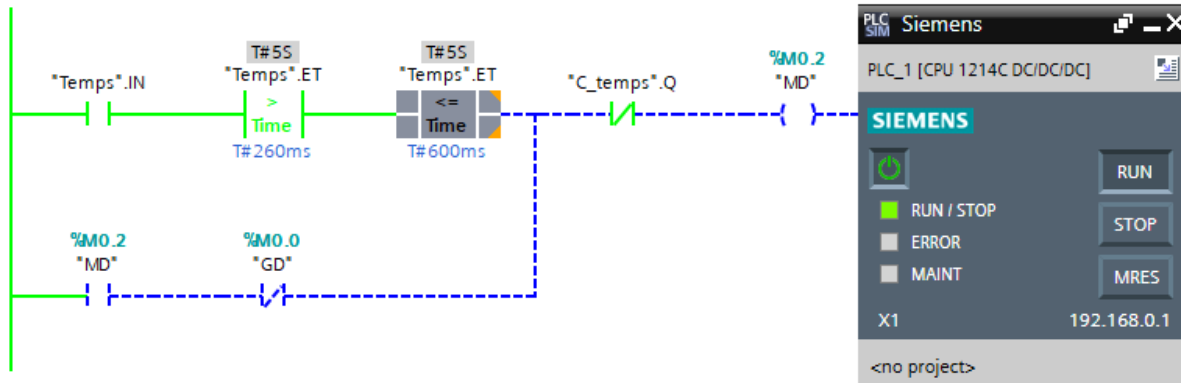 T#5S
"Temps".ET
T#5S
"Temps".ET
%M0.2
"MD"
"Temps".IN
"C_temps".Q
>
Time
<=
Time
T#260ms
T#600ms
%M0.2
"MD"
%M0.0
"GD"
PLC SIM Siemens
PLC_1 [CPU 1214C DC/DC/DC]
SIEMENS
RUN
RUN / STOP
STOP
ERROR
MAINT
MRES
X1 192.168.0.1
<no project>